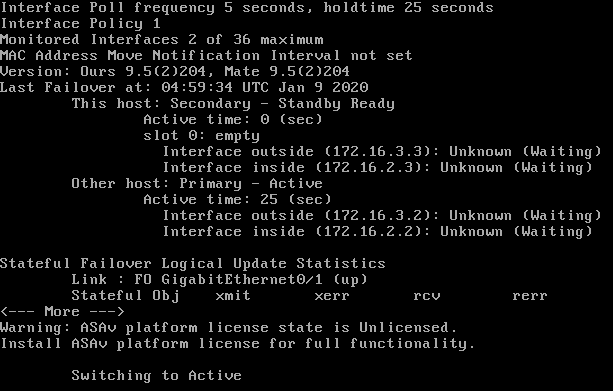 Interface Poll frequency 5 seconds, holdtime 25 seconds
Interface Policy 1
Monitored Interfaces 2 of 36 maximum
MAC Address Move Notification Interval not set
Version: Ours 9.5(2)204, Mate 9.5(2)204
Last Failover at: 04:59:34 UTC Jan 9 2020
This host: Secondary - Standby Ready
Active time: 0 (sec)
slot 0: empty
Interface outside (172.16.3.3): Unknown (Waiting)
Interface inside (172.16.2.3): Unknown (Waiting)
Other host: Primary - Active
Active time: 25 (sec)
Interface outside (172.16.3.2): Unknown (Waiting)
Interface inside (172.16.2.2): Unknown (Waiting)
Stateful Failover Logical Update Statistics
Link : FO GigabitEthernet0/1 (up)
Stateful Obj xmit xerr rcv rerr
<--- More --->
Warning: ASAv platform license state is Unlicensed.
Install ASAv platform license for full functionality.
Switching to Active